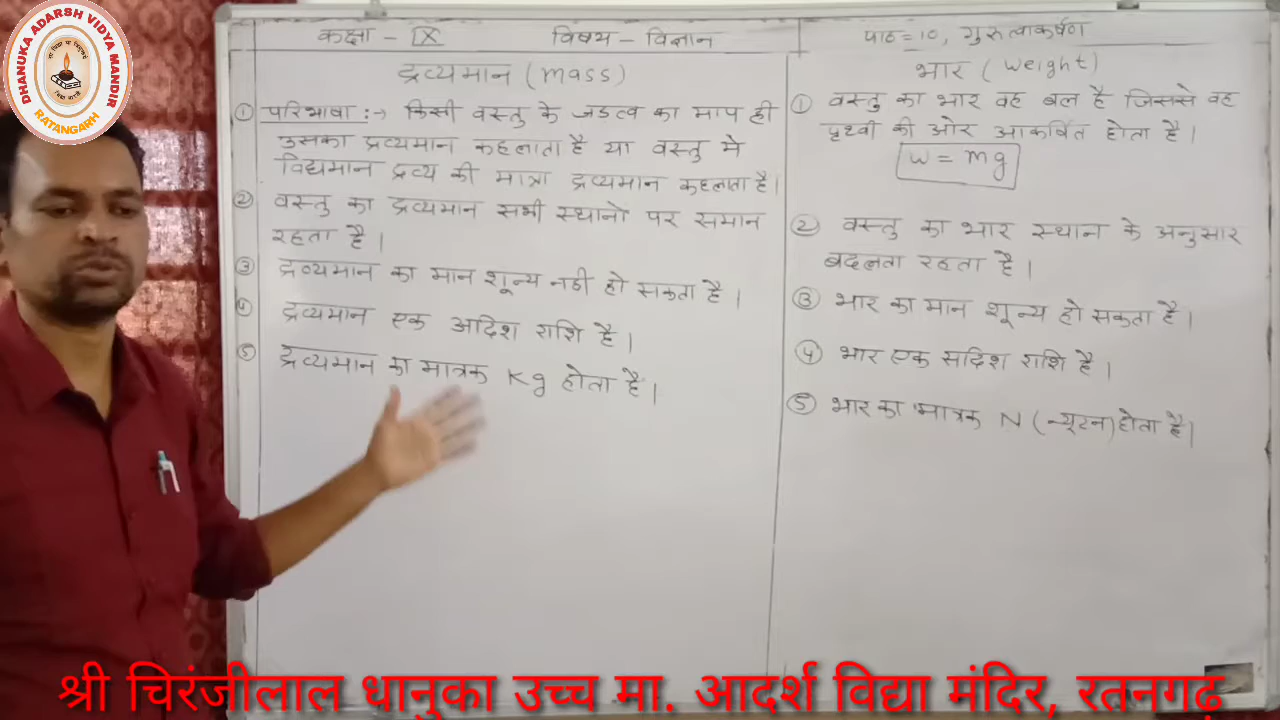 DHANUKA ADARSH VIDYA MANDIR
RATANGARH
कक्षा - IX विषय - विज्ञान पाठ = 10, गुरुत्वाकर्षण
द्रव्यमान (Mass)
① परिभाषा :→ किसी वस्तु के जडत्व का माप ही
उसका द्रव्यमान कहलाता है या वस्तु मे
विद्यमान द्रव्य की मात्रा द्रव्यमान कहलाता है।
② वस्तु का द्रव्यमान सभी स्थानो पर समान
रहता है।
③ द्रव्यमान का मान शून्य नही हो सकता है।
④ द्रव्यमान एक आदिश राशि है।
⑤ द्रव्यमान का मात्रक Kg होता है।
भार (Weight)
① वस्तु का भार वह बल है जिससे वह
पृथ्वी की ओर आकर्षित होता है।
W = mg
② वस्तु का भार स्थान के अनुसार
बदलता रहता है।
③ भार का मान शून्य हो सकता है।
④ भार एक सदिश राशि है।
⑤ भार का मात्रक N (न्यूटन) होता है।
श्री चिरंजीलाल धानुका उच्च मा. आदर्श विद्या मंदिर, रतनगढ़